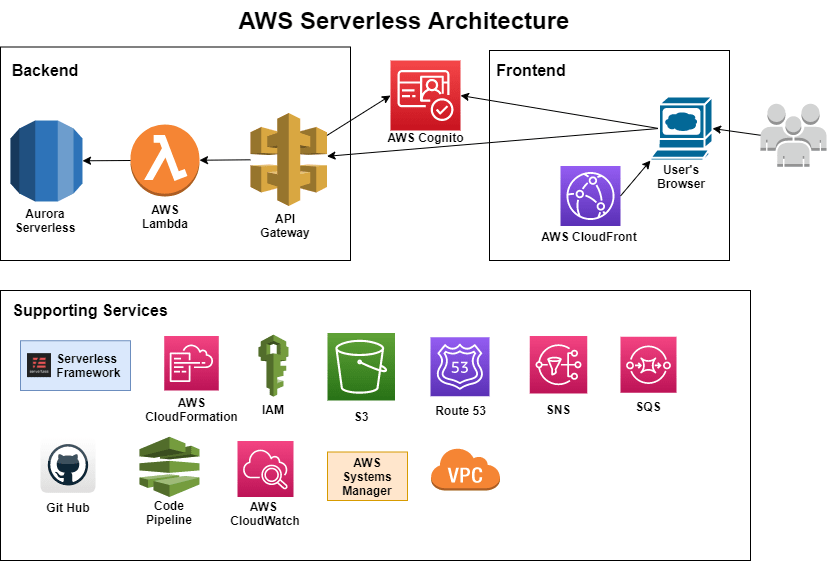 AWS Serverless Architecture
Backend
Frontend
AWS Cognito
Aurora
Serverless
AWS
Lambda
API
Gateway
User's
Browser
AWS CloudFront
Supporting Services
serverless
Serverless
Framework
AWS
CloudFormation
IAM
S3
53
Route 53
SNS
SQS
Git Hub
Code
Pipeline
AWS
CloudWatch
AWS
Systems
Manager
VPC